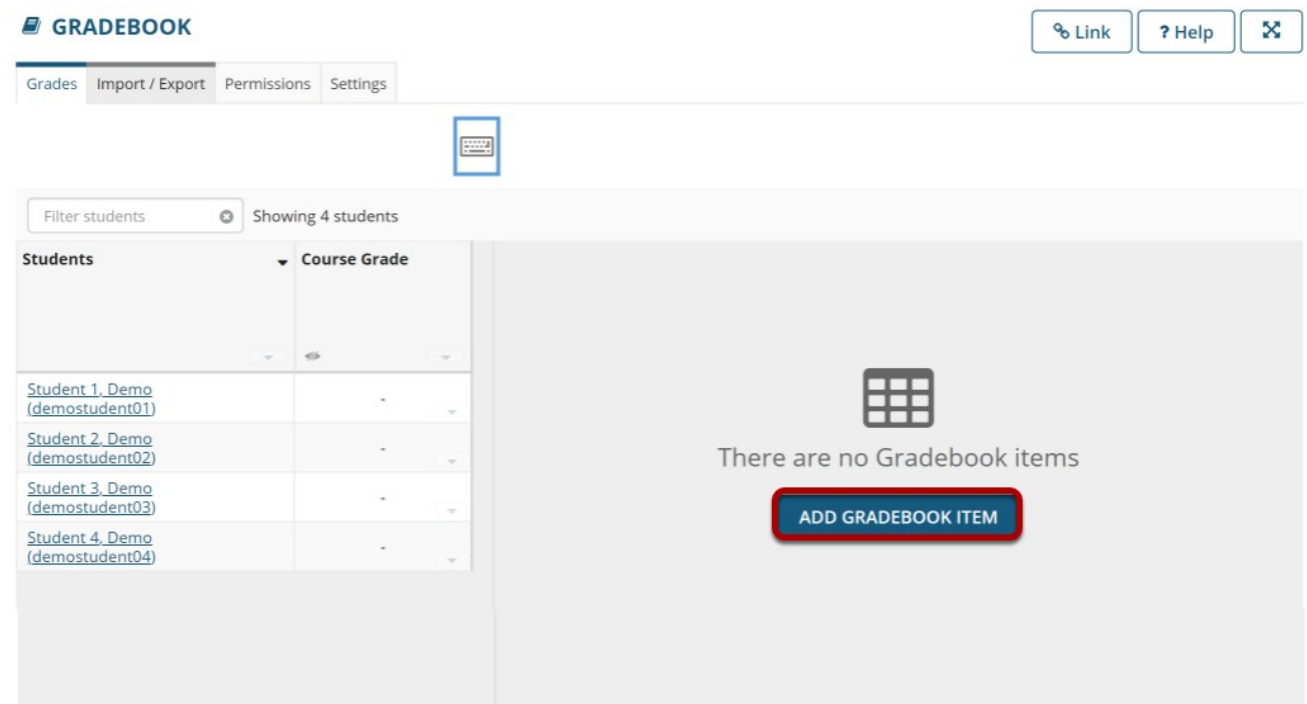 GRADEBOOK
Link
? Help
Grades
Import / Export
Permissions
Settings
Filter students
Showing 4 students
Students
Course Grade
Student 1, Demo
(demostudent01)
-
Student 2, Demo
(demostudent02)
-
Student 3, Demo
(demostudent03)
-
Student 4, Demo
(demostudent04)
-
There are no Gradebook items
ADD GRADEBOOK ITEM